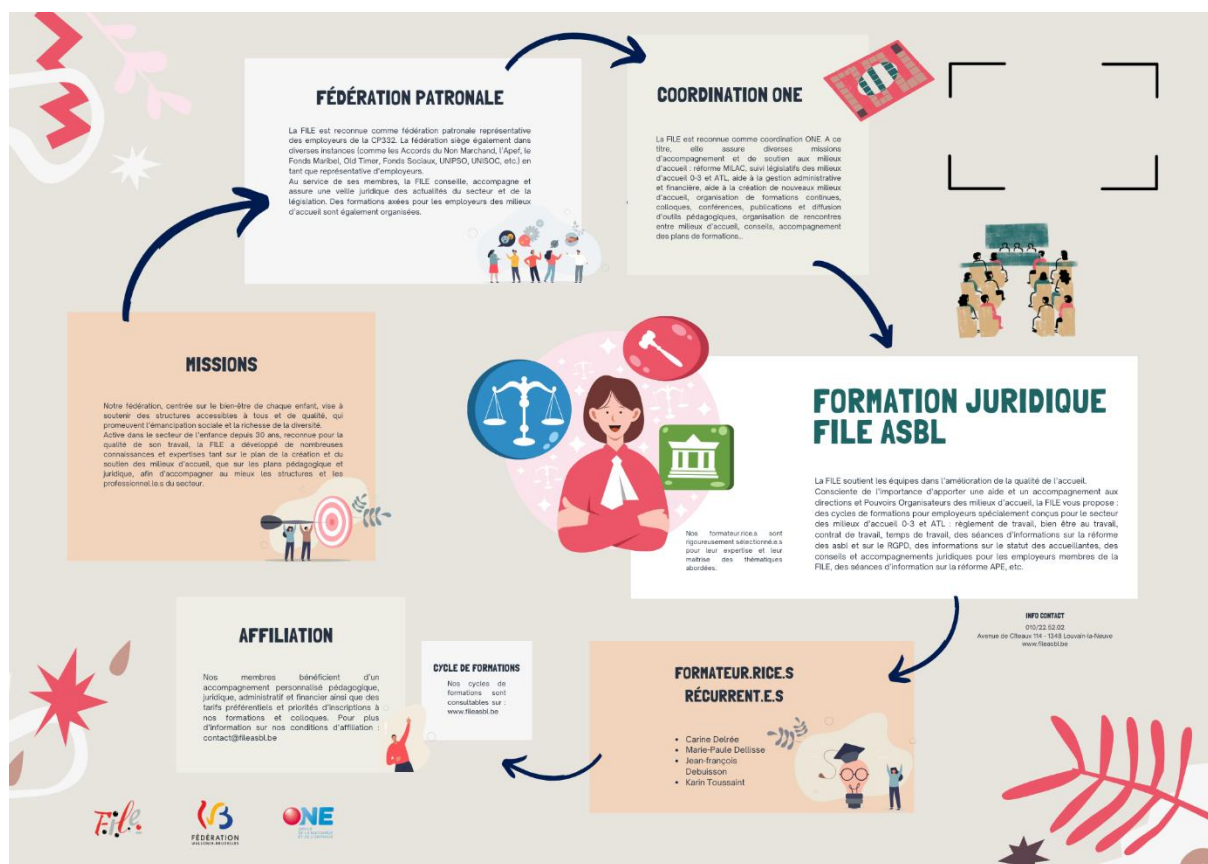 FÉDÉRATION PATRONALE
La FILE est reconnue comme fédération patronale représentative
des employeurs de la CP332. La fédération siège également dans
diverses instances (comme les Accords du Non Marchand, l'Apef, le
Fonds Maribel, Old Timer, Fonds Sociaux, UNIPSO, UNISOC, etc.) en
tant que représentative d'employeurs.
Au service de ses membres, la FILE conseille, accompagne et
assure une veille juridique des actualités du secteur et de la
législation. Des formations axées pour les employeurs des milieux
d'accueil sont également organisées.
COORDINATION ONE
La FILE est reconnue comme coordination ONE. A ce
titre, elle assure diverses missions
d'accompagnement et de soutien aux milieux
d'accueil : réforme MILAC, suivi législatifs des milieux
d'accueil 0-3 et ATL, aide à la gestion administrative
et financière, aide à la création de nouveaux milieux
d'accueil, organisation de formations continues,
colloques, conférences, publications et diffusion
d'outils pédagogiques, organisation de rencontres
entre milieux d'accueil, conseils, accompagnement
des plans de formations...
MISSIONS
Notre fédération, centrée sur le bien-être de chaque enfant, vise à
soutenir des structures accessibles à tous et de qualité, qui
promeuvent l'émancipation sociale et la richesse de la diversité.
Active dans le secteur de l'enfance depuis 30 ans, reconnue pour la
qualité de son travail, la FILE a développé de nombreuses
connaissances et expertises tant sur le plan de la création et du
soutien des milieux d'accueil, que sur les plans pédagogique et
juridique, afin d'accompagner au mieux les structures et les
professionnel.le.s du secteur.
FORMATION JURIDIQUE
FILE ASBL
La FILE soutient les équipes dans l'amélioration de la qualité de l'accueil.
Consciente de l'importance d'apporter une aide et un accompagnement aux
directions et Pouvoirs Organisateurs des milieux d'accueil, la FILE vous propose :
des cycles de formations pour employeurs spécialement conçus pour le secteur
des milieux d'accueil 0-3 et ATL : règlement de travail, bien être au travail,
contrat de travail, temps de travail, des séances d'informations sur la réforme
des asbl et sur le RGPD, des informations sur le statut des accueillantes, des
conseils et accompagnements juridiques pour les employeurs membres de la
FILE, des séances d'information sur la réforme APE, etc.
Nos formateur.rice.s sont
rigoureusement sélectionné.e.s
pour leur expertise et leur
maîtrise des thématiques
abordées.
INFO CONTACT
010/22.52.02
Avenue de Cîteaux 114 - 1348 Louvain-la-Neuve
www.fileasbl.be
FORMATEUR.RICE.S
RÉCURRENT.E.S
• Carine Delrée
• Marie-Paule Dellisse
• Jean-françois
Debuisson
• Karin Toussaint
CYCLE DE FORMATIONS
Nos cycles de
formations sont
consultables sur :
www.fileasbl.be
AFFILIATION
Nos membres bénéficient d'un
accompagnement personnalisé pédagogique,
juridique, administratif et financier ainsi que des
tarifs préférentiels et priorités d'inscriptions à
nos formations et colloques. Pour plus
d'information sur nos conditions d'affiliation :
contact@fileasbl.be
File
FÉDÉRATION
WALLONIE-BRUXELLES
ONE
OFFICE
DE LA NAISSANCE
ET DE L'ENFANCE